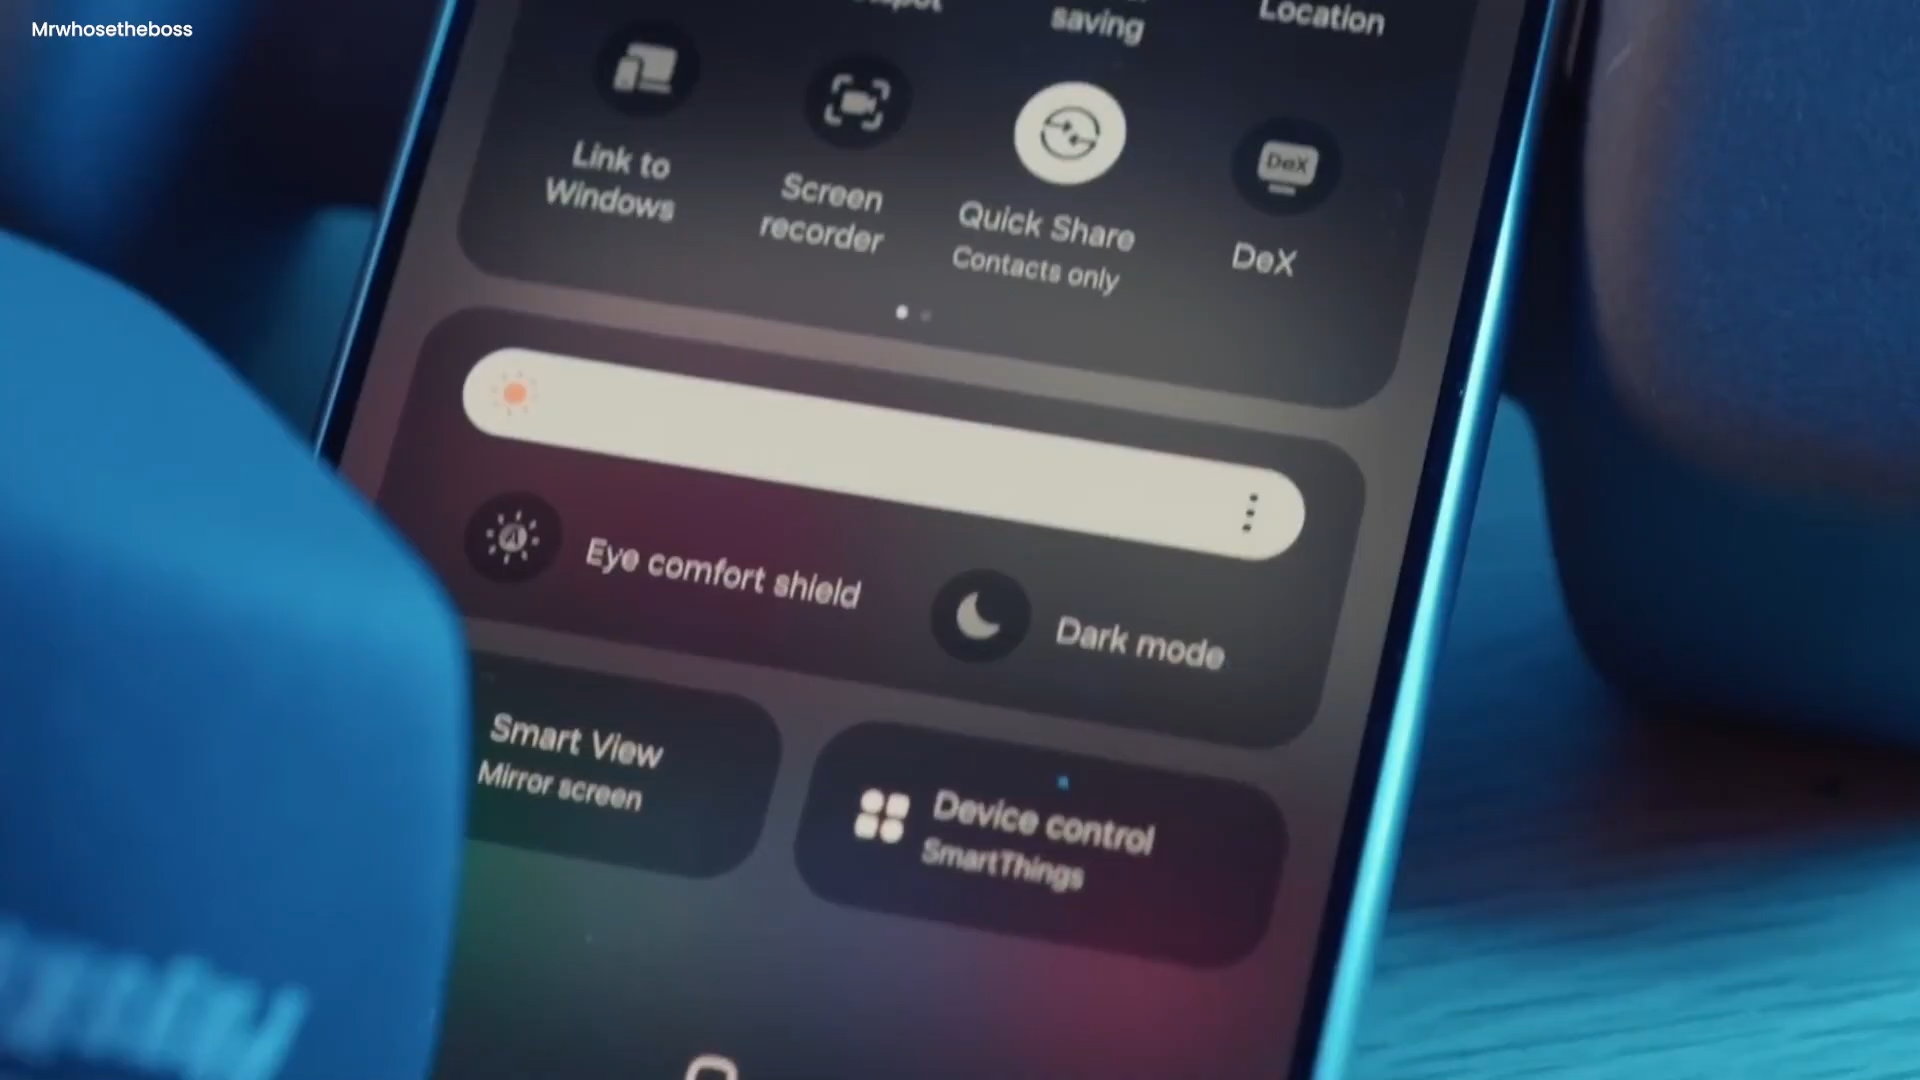 Mrwhosetheboss
saving
Location
Link to
Windows
Screen
recorder
Quick Share
Contacts only
DeX
DeX
Eye comfort shield
Dark mode
Smart View
Mirror screen
Device control
SmartThings